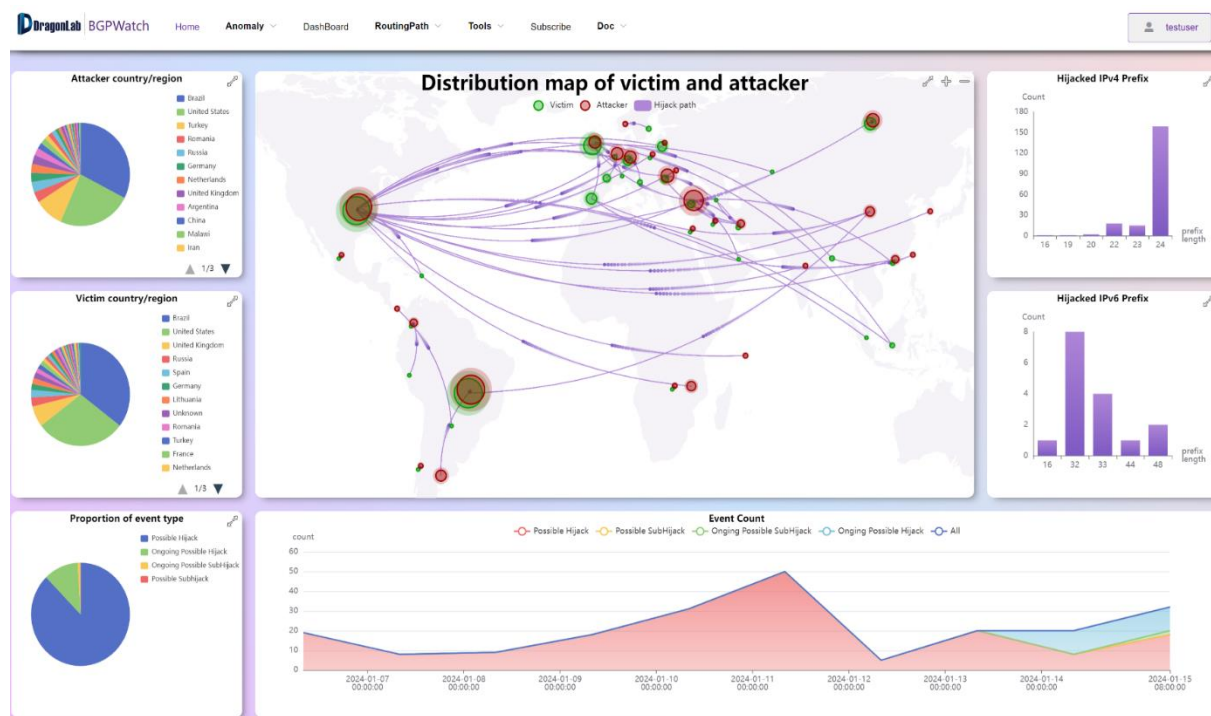 DRAGONLAB BGPWatch Home Anomaly DashBoard RoutingPath Tools Subscribe Doc testuser
Attacker country/region
Brazil
United States
Turkey
Romania
Russia
Germany
Netherlands
United Kingdom
Argentina
China
Malawi
Iran
1/3
Distribution map of victim and attacker
Victim Attacker Hijack path
Hijacked IPv4 Prefix
Count
180
150
120
90
60
30
0
16 19 20 22 23 24
prefix
length
Victim country/region
Brazil
United States
United Kingdom
Russia
Spain
Germany
Lithuania
Unknown
Romania
Turkey
France
Netherlands
1/3
Hijacked IPv6 Prefix
Count
8
6
4
2
0
16 32 33 44 48
prefix
length
Proportion of event type
Possible Hijack
Ongoing Possible Hijack
Ongoing Possible SubHijack
Possible Subhijack
Event Count
Possible Hijack Possible SubHijack Ongoing Possible SubHijack Onging Possible Hijack All
count
60
50
40
30
20
10
0
2024-01-07 2024-01-08 2024-01-09 2024-01-10 2024-01-11 2024-01-12 2024-01-13 2024-01-14 2024-01-15
00:00:00 00:00:00 00:00:00 00:00:00 00:00:00 00:00:00 00:00:00 00:00:00 08:00:00